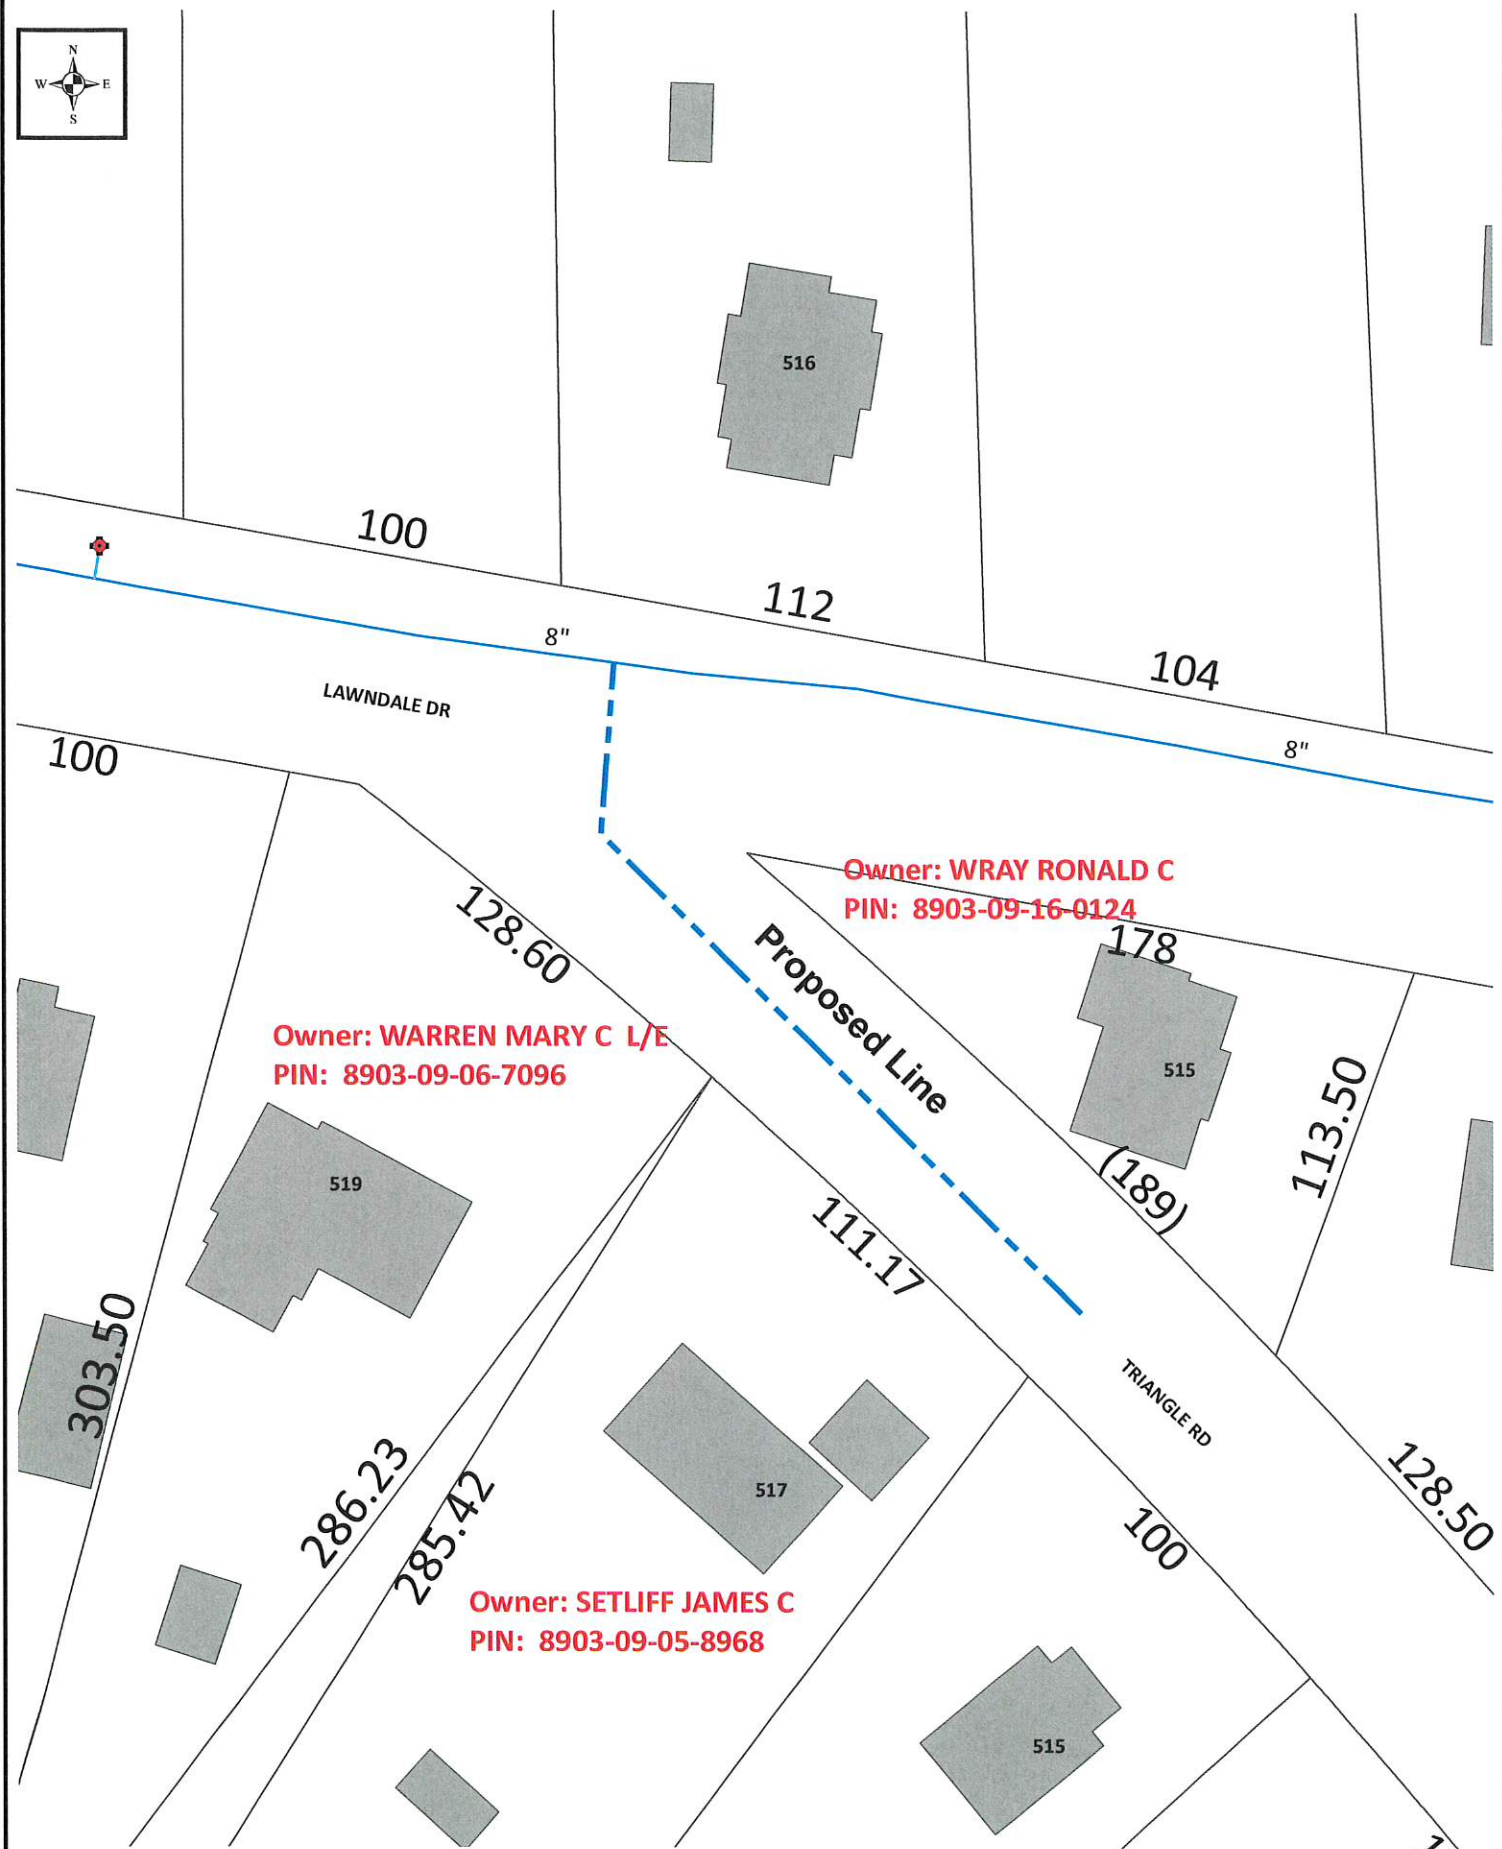 N
W E
S
516
100
112
8"
104
LAWNDALE DR
100
8"
Owner: WRAY RONALD C
PIN: 8903-09-16-0124
178
128.60
Proposed Line
Owner: WARREN MARY C L/E
PIN: 8903-09-06-7096
515
113.50
519
(189)
111.17
303.50
TRIANGLE RD
286.23
285.42
517
128.50
100
Owner: SETLIFF JAMES C
PIN: 8903-09-05-8968
515